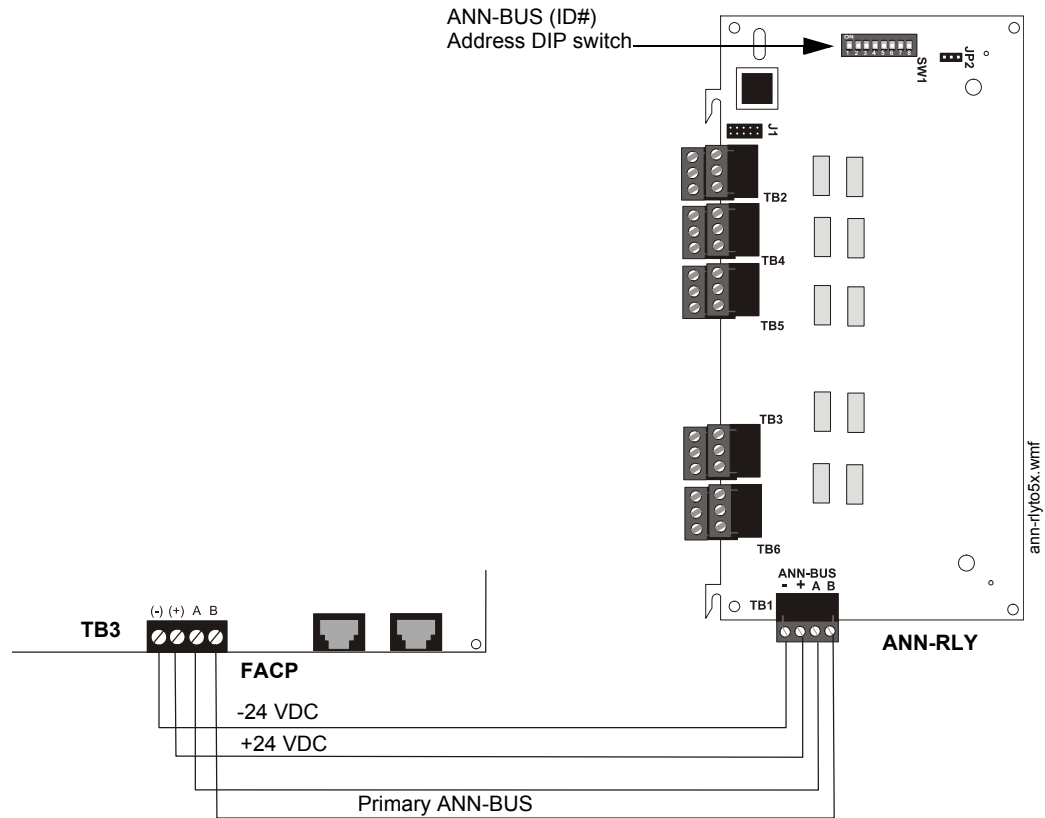 ANN-BUS (ID#)
Address DIP switch
ON
1 2 3 4 5 6 7 8
SW1
JP2
J1
TB2
TB4
TB5
TB3
TB6
ANN-BUS
- + A B
TB1
ANN-RLY
ann-rlyto5x.wmf
(-) (+) A B
TB3
FACP
-24 VDC
+24 VDC
Primary ANN-BUS